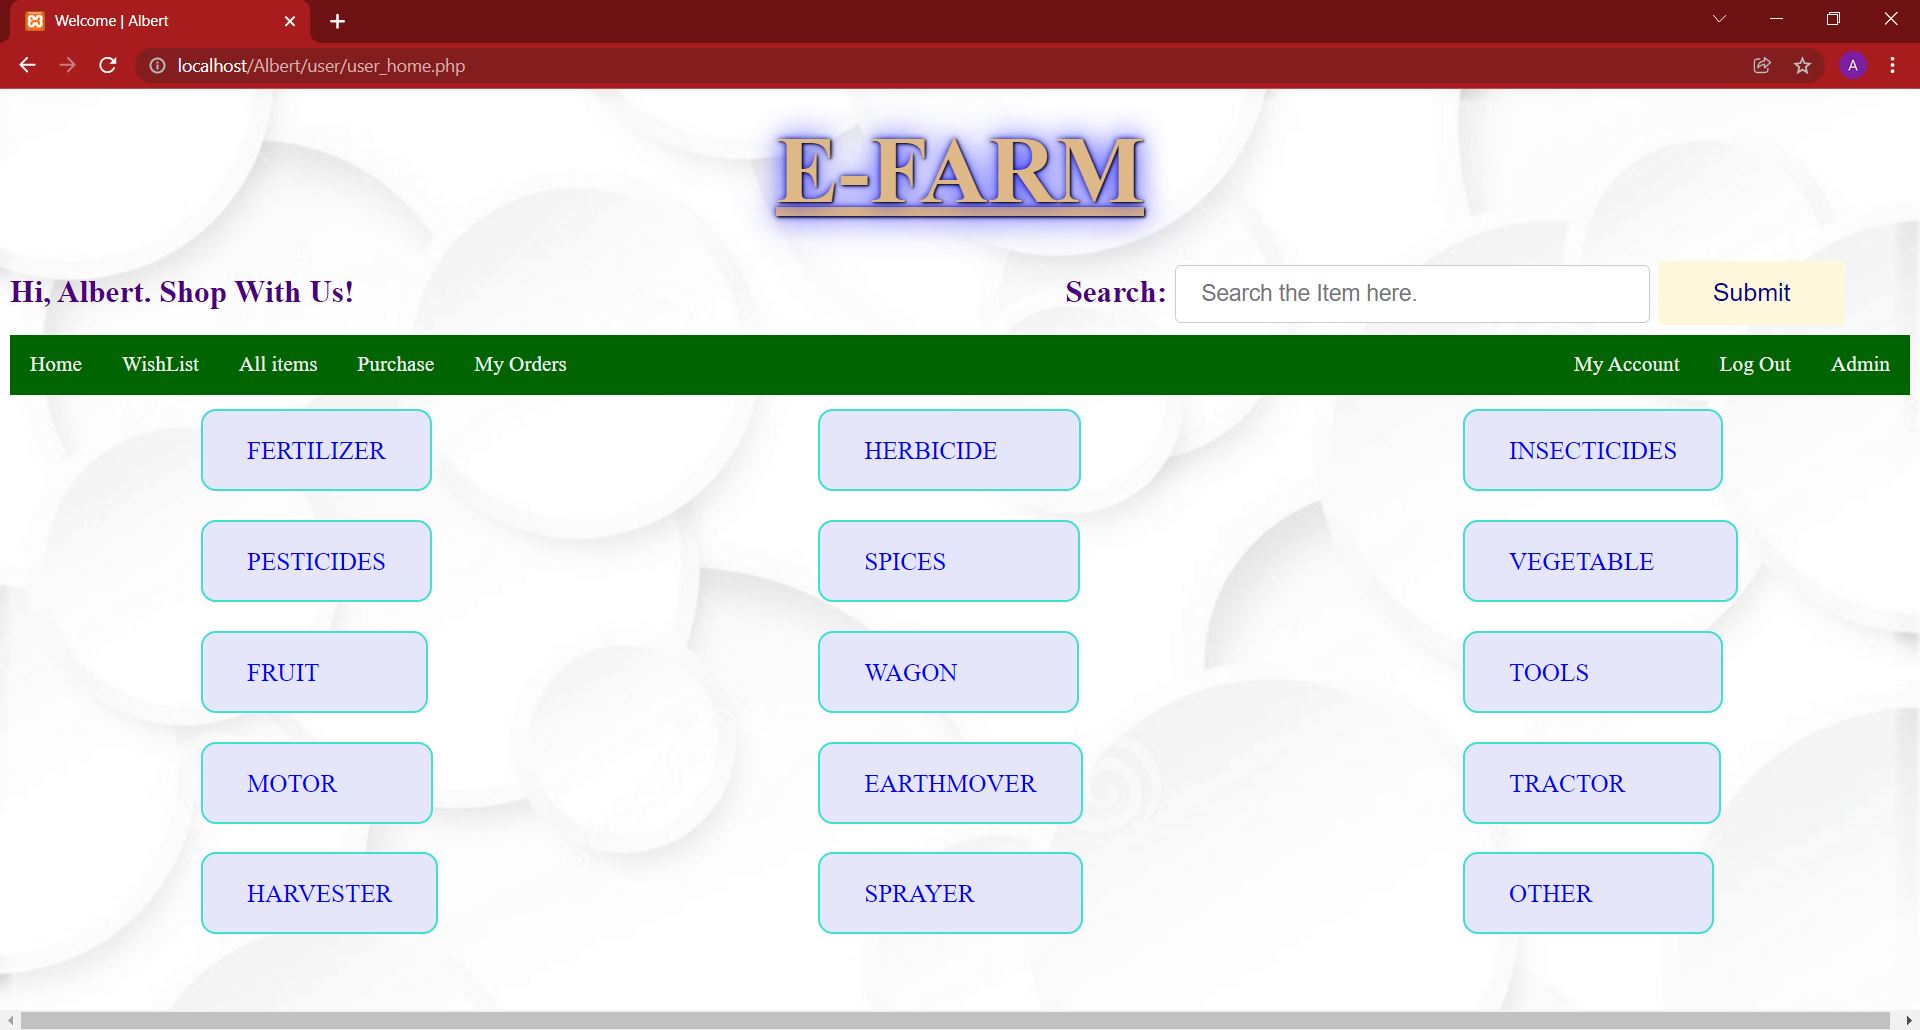 Welcome | Albert
localhost/Albert/user/user_home.php
A
E-FARM
Hi, Albert. Shop With Us!
Search: Search the Item here. Submit
Home WishList All items Purchase My Orders My Account Log Out Admin
FERTILIZER HERBICIDE INSECTICIDES
PESTICIDES SPICES VEGETABLE
FRUIT WAGON TOOLS
MOTOR EARTHMOVER TRACTOR
HARVESTER SPRAYER OTHER